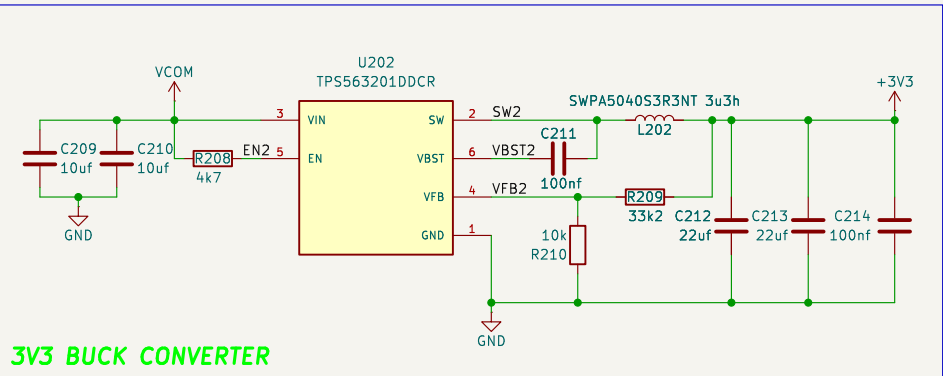 U202
TPS563201DDCR
VCOM
+3V3
SWPA5040S3R3NT 3u3h
L202
3
VIN
SW
2
SW2
C209
10uf
C210
10uf
R208
4k7
EN2
5
EN
VBST
6
VBST2
C211
100nf
VFB
4
VFB2
R209
33k2
GND
1
10k
R210
C212
22uf
C213
22uf
C214
100nf
GND
GND
3V3 BUCK CONVERTER